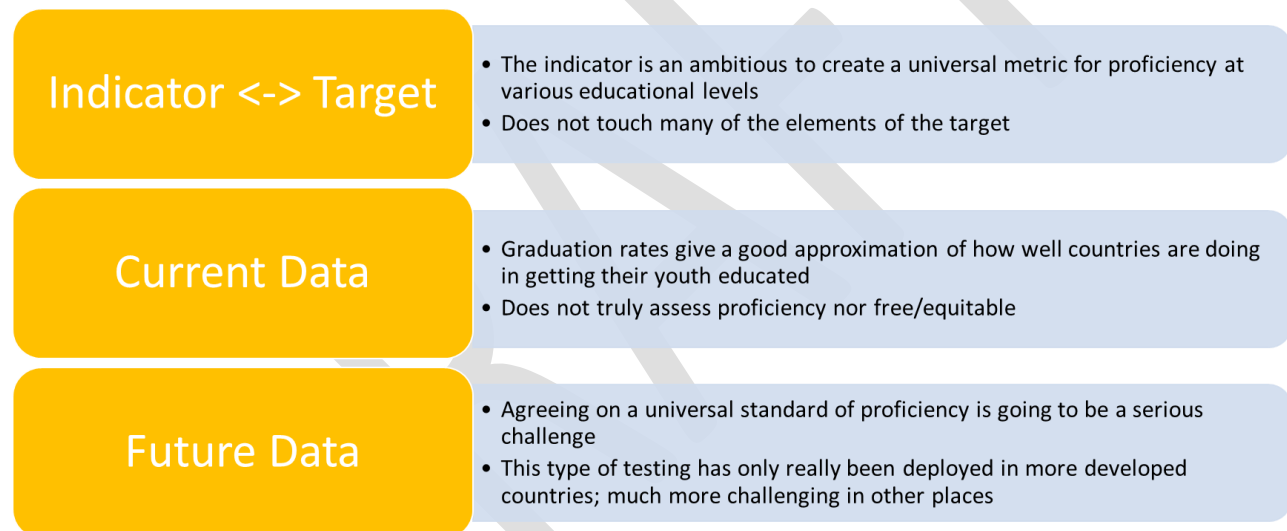 Indicator <-> Target
• The indicator is an ambitious to create a universal metric for proficiency at
various educational levels
• Does not touch many of the elements of the target
Current Data
• Graduation rates give a good approximation of how well countries are doing
in getting their youth educated
• Does not truly assess proficiency nor free/equitable
Future Data
• Agreeing on a universal standard of proficiency is going to be a serious
challenge
• This type of testing has only really been deployed in more developed
countries; much more challenging in other places